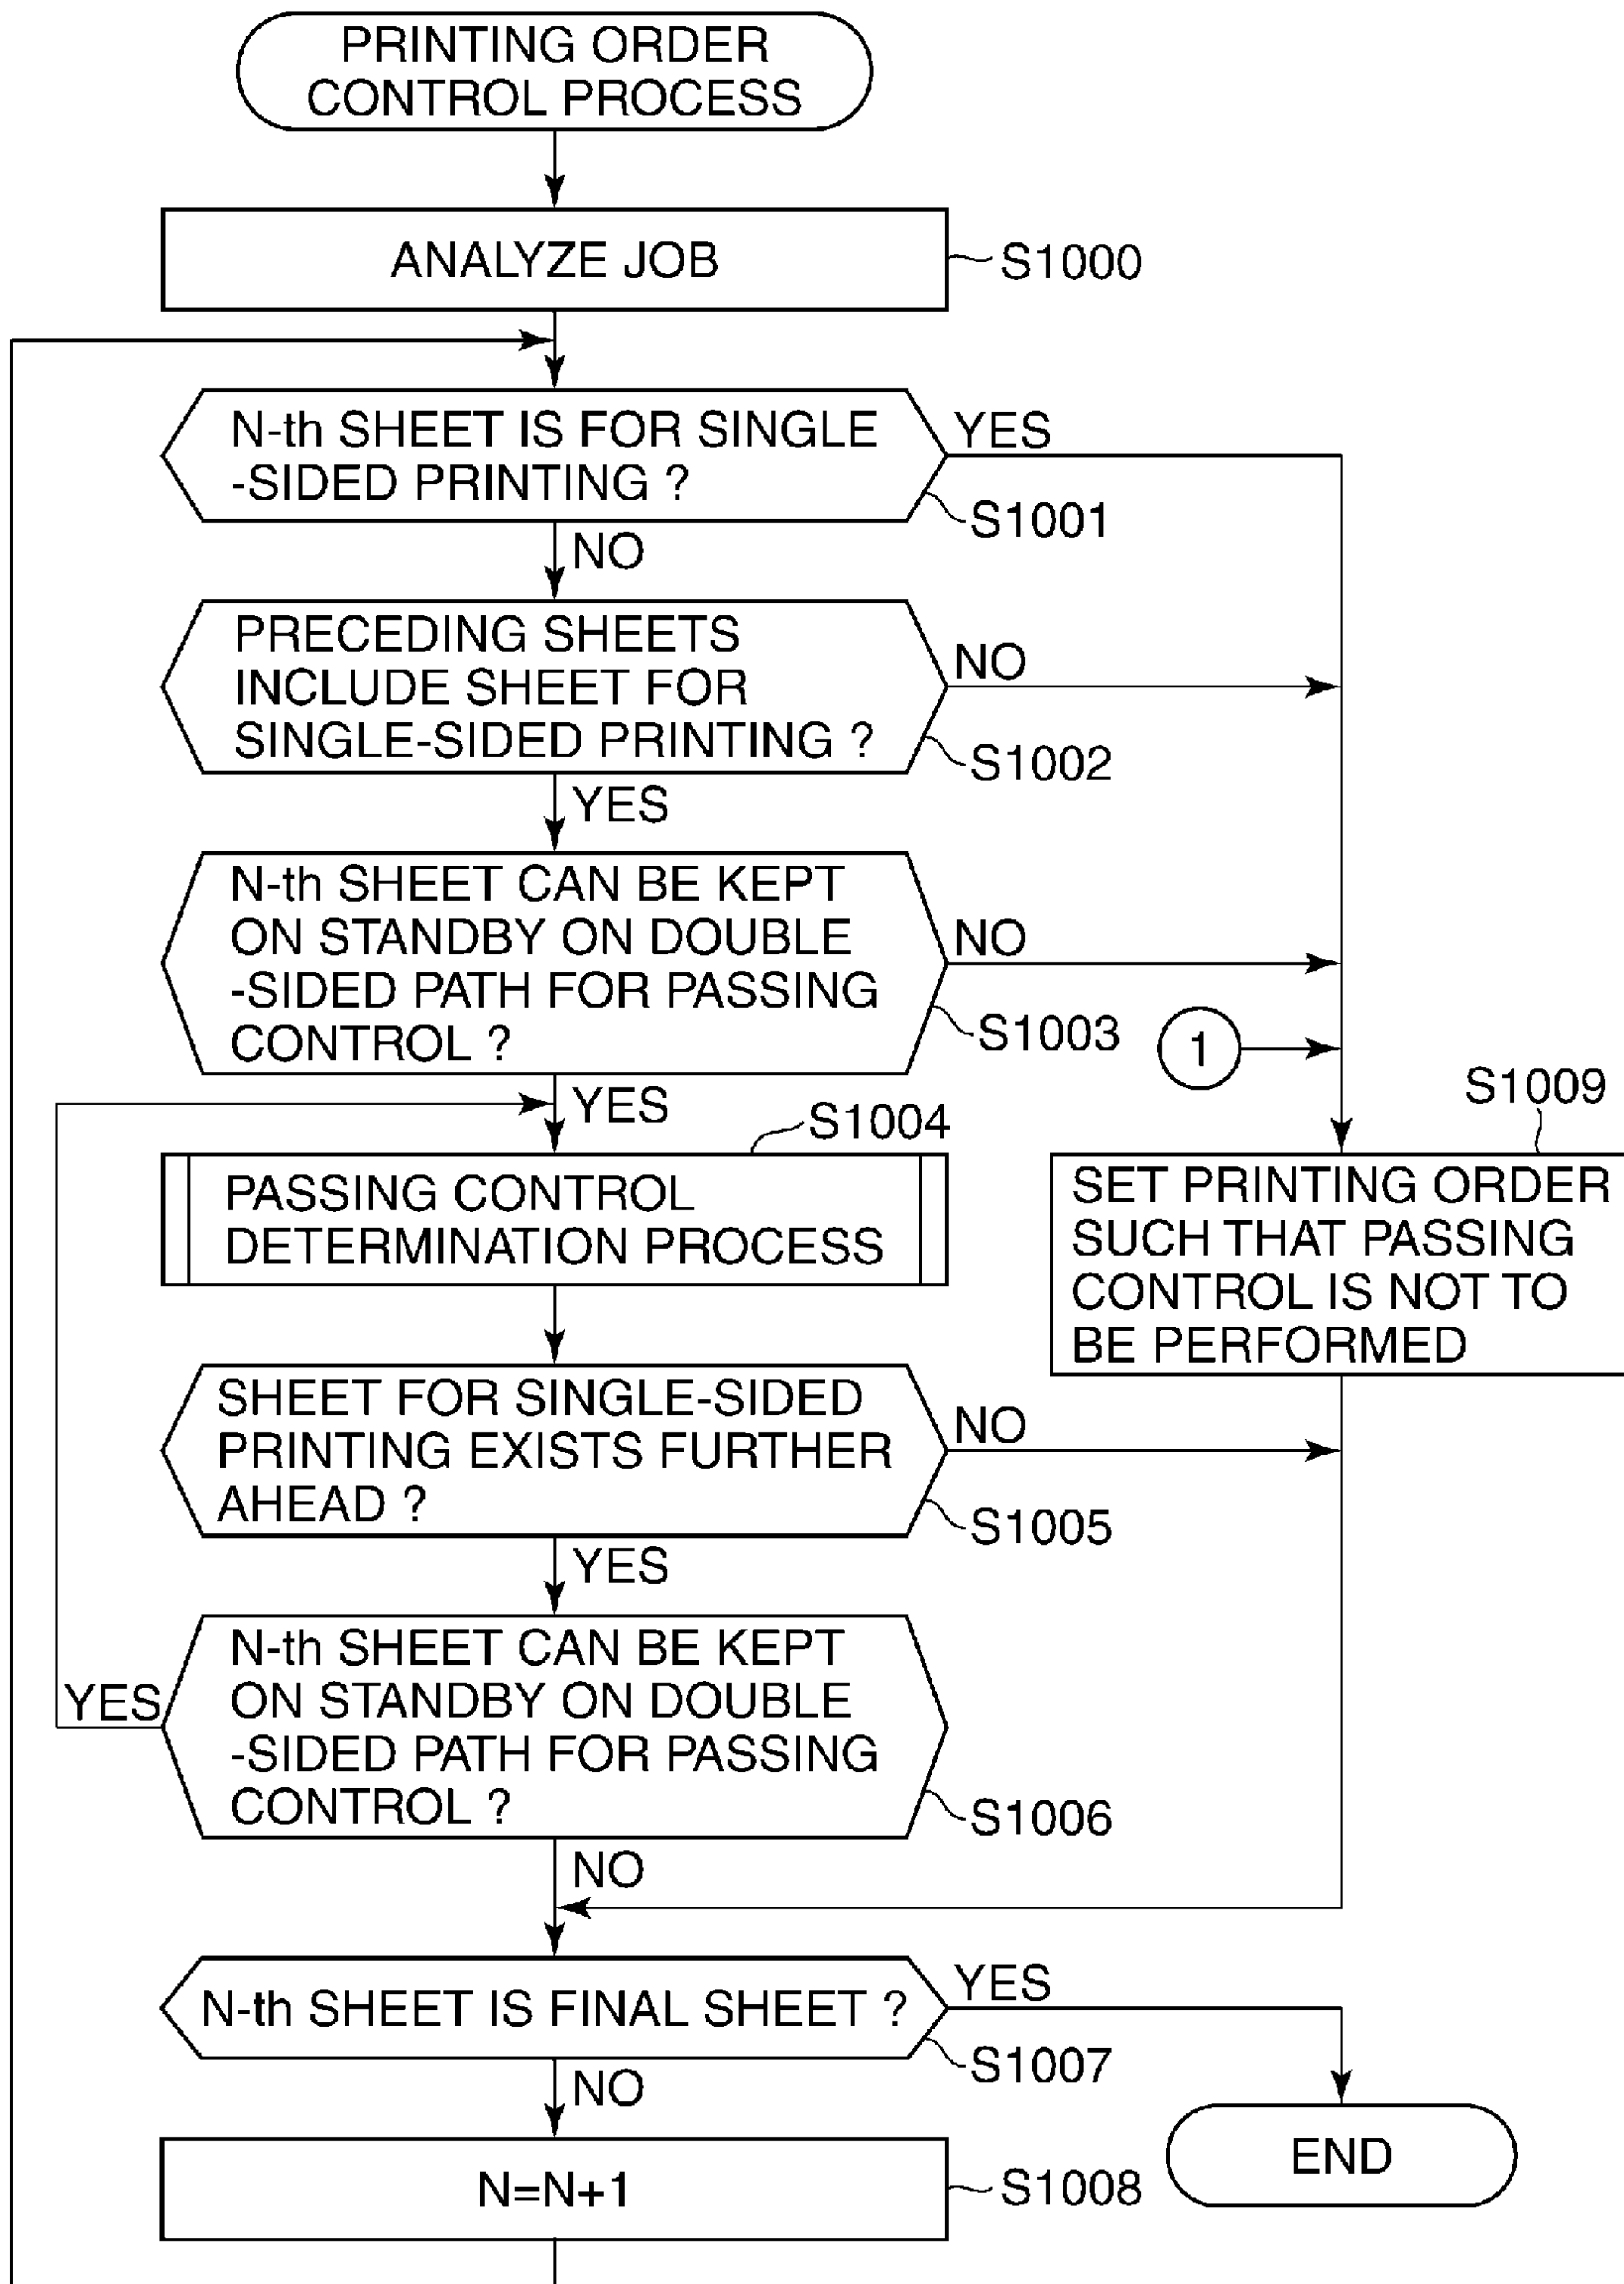 PRINTING ORDER
CONTROL PROCESS
ANALYZE JOB
S1000
N-th SHEET IS FOR SINGLE
-SIDED PRINTING ?
YES
S1001
NO
PRECEDING SHEETS
INCLUDE SHEET FOR
SINGLE-SIDED PRINTING ?
NO
S1002
YES
N-th SHEET CAN BE KEPT
ON STANDBY ON DOUBLE
-SIDED PATH FOR PASSING
CONTROL ?
NO
S1003
1
YES
S1004
S1009
PASSING CONTROL
DETERMINATION PROCESS
SET PRINTING ORDER
SUCH THAT PASSING
CONTROL IS NOT TO
BE PERFORMED
SHEET FOR SINGLE-SIDED
PRINTING EXISTS FURTHER
AHEAD ?
NO
S1005
YES
N-th SHEET CAN BE KEPT
ON STANDBY ON DOUBLE
-SIDED PATH FOR PASSING
CONTROL ?
YES
S1006
NO
N-th SHEET IS FINAL SHEET ?
YES
S1007
NO
END
N=N+1
S1008